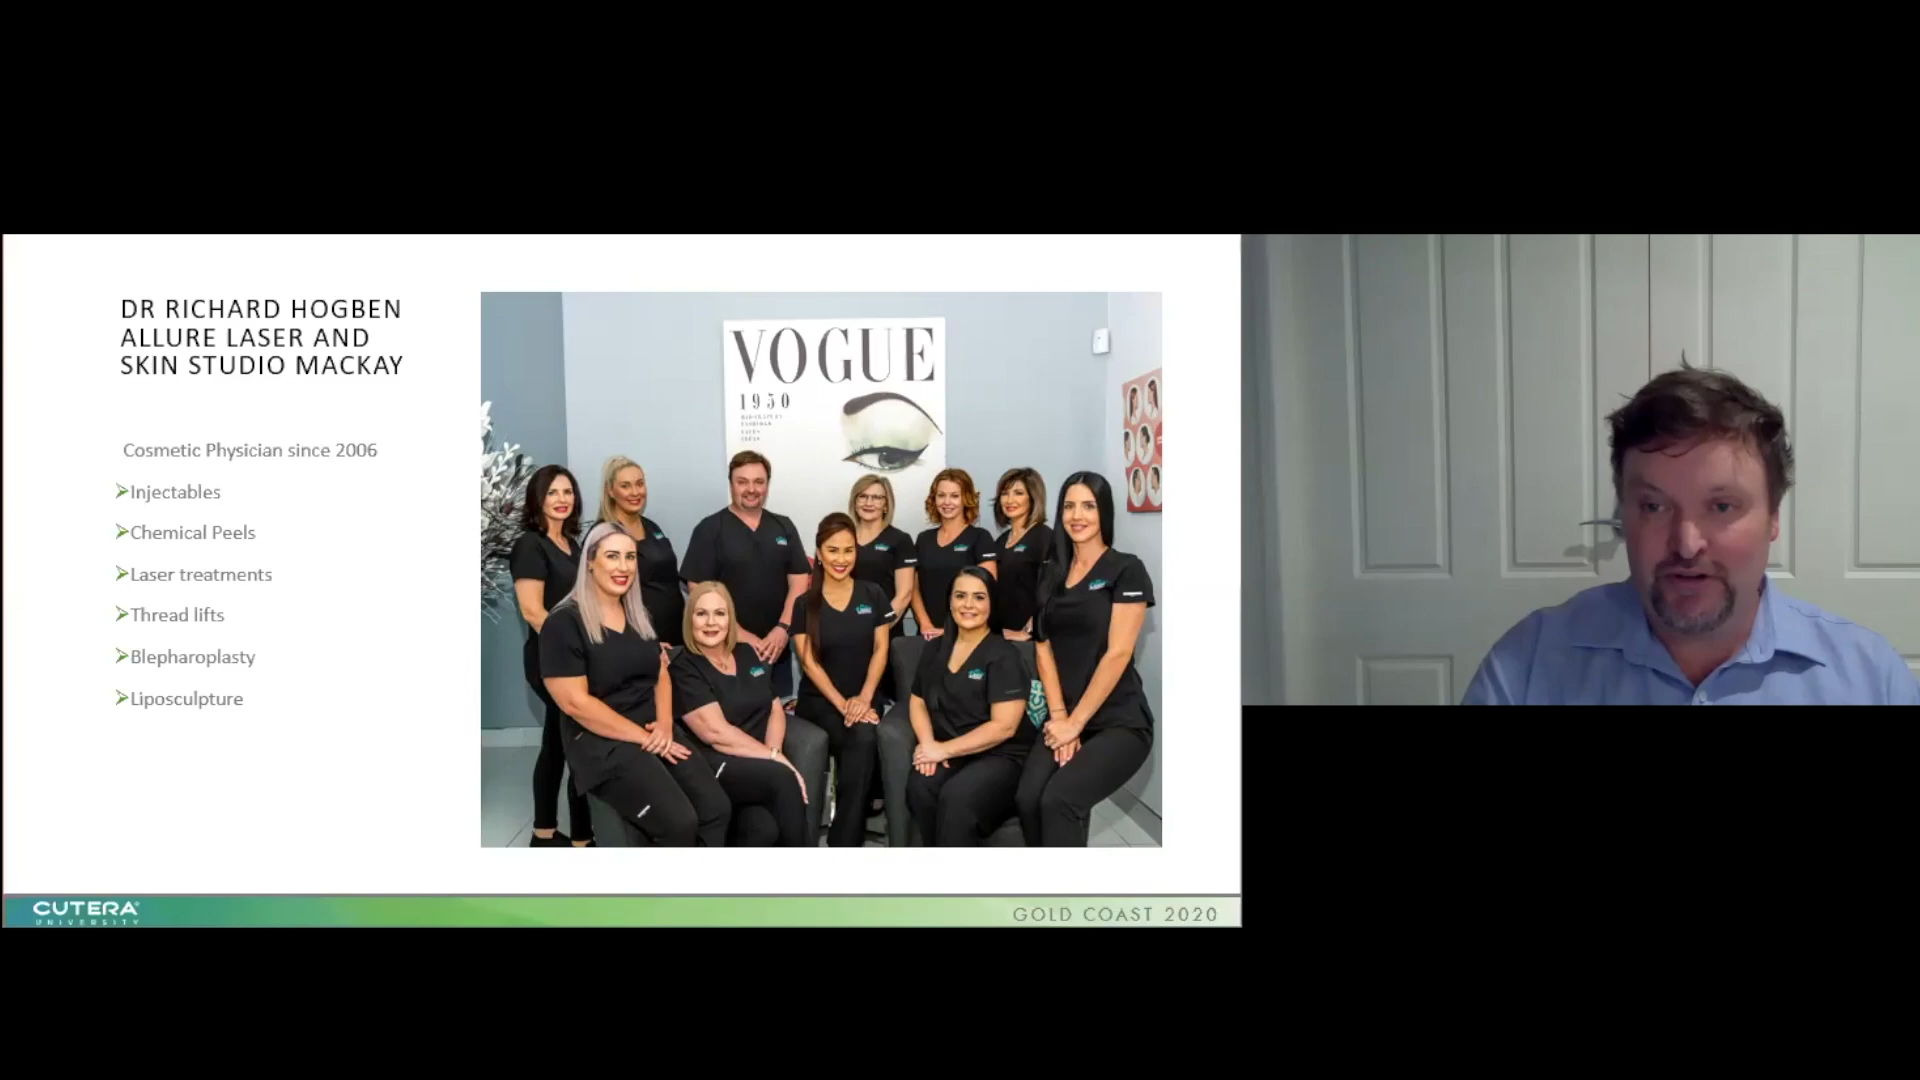 DR RICHARD HOGBEN
ALLURE LASER AND
SKIN STUDIO MACKAY
Cosmetic Physician since 2006
Injectables
Chemical Peels
Laser treatments
Thread lifts
Blepharoplasty
Liposculpture
VOGUE
1950
CUTERA
UNIVERSITY
GOLD COAST 2020